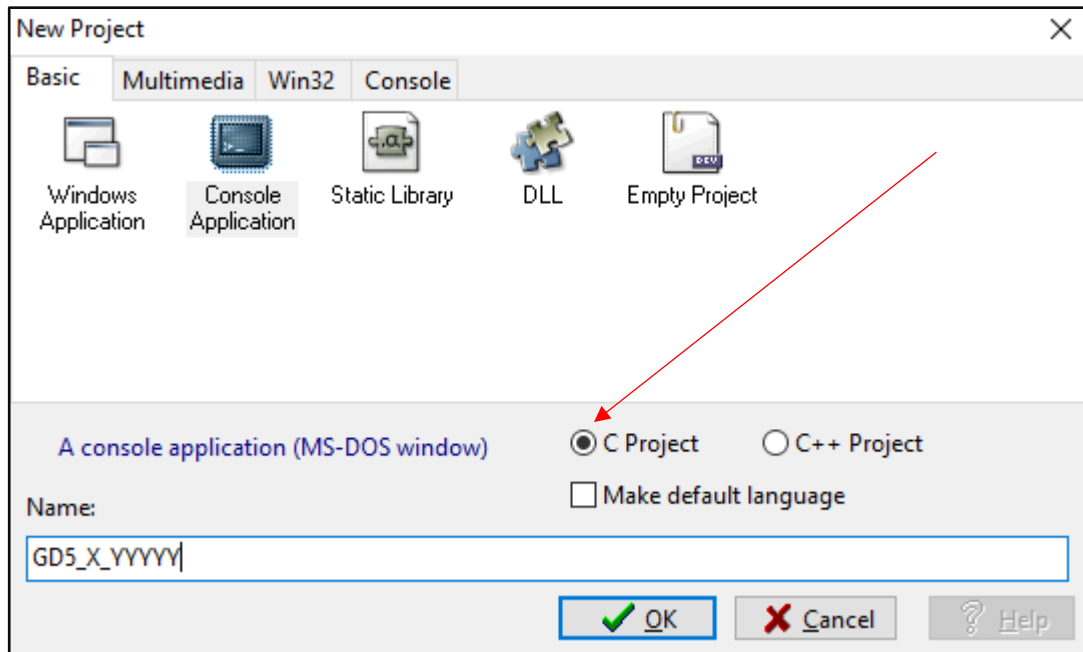 New Project
Basic
Multimedia
Win32
Console
Windows
Application
Console
Application
Static Library
DLL
DEV
Empty Project
A console application (MS-DOS window)
C Project
C++ Project
Make default language
Name:
GD5_X_YYYYY
OK
Cancel
Help